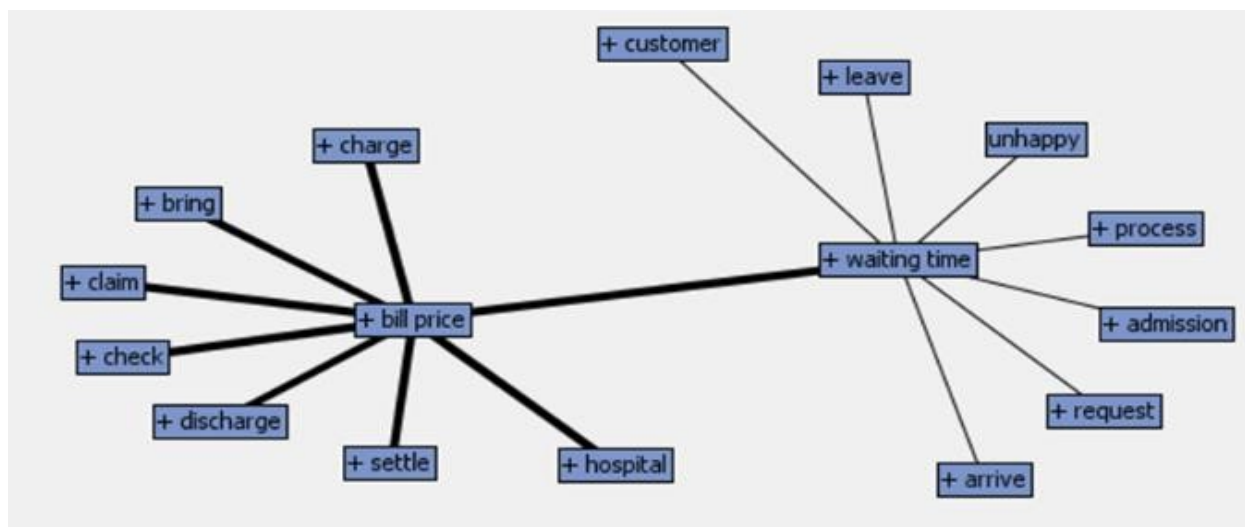 + customer
+ leave
unhappy
+ charge
+ bring
+ process
+ waiting time
+ claim
+ bill price
+ admission
+ check
+ request
+ discharge
+ settle
+ hospital
+ arrive